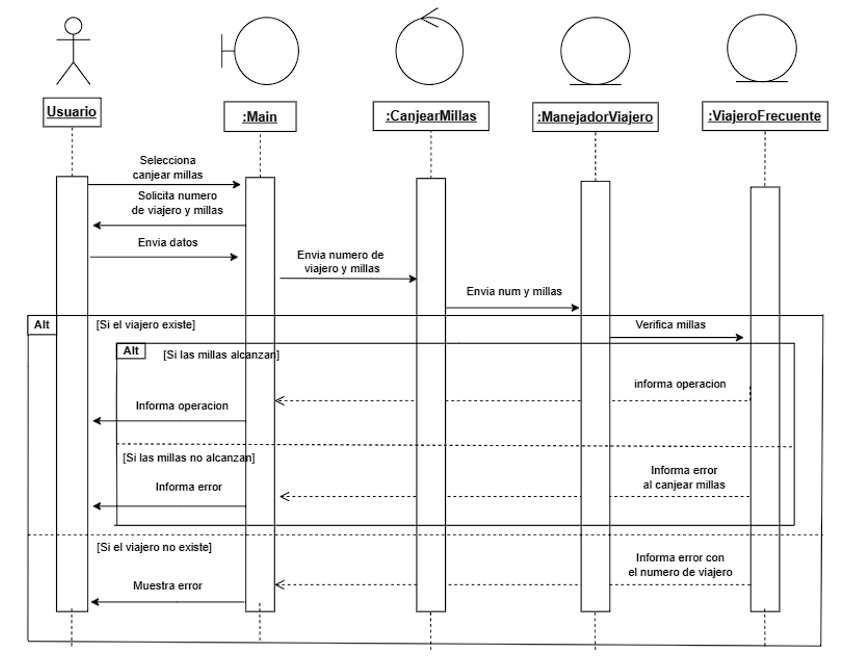 Usuario
:Main
:CanjearMillas
:ManejadorViajero
:ViajeroFrecuente
Selecciona
canjear millas
Solicita numero
de viajero y millas
Envia datos
Envia numero de
viajero y millas
Envia num y millas
Alt
[Si el viajero existe]
Verifica millas
Alt
[Si las millas alcanzan]
informa operacion
Informa operacion
[Si las millas no alcanzan]
Informa error
al canjear millas
Informa error
[Si el viajero no existe]
Informa error con
el numero de viajero
Muestra error